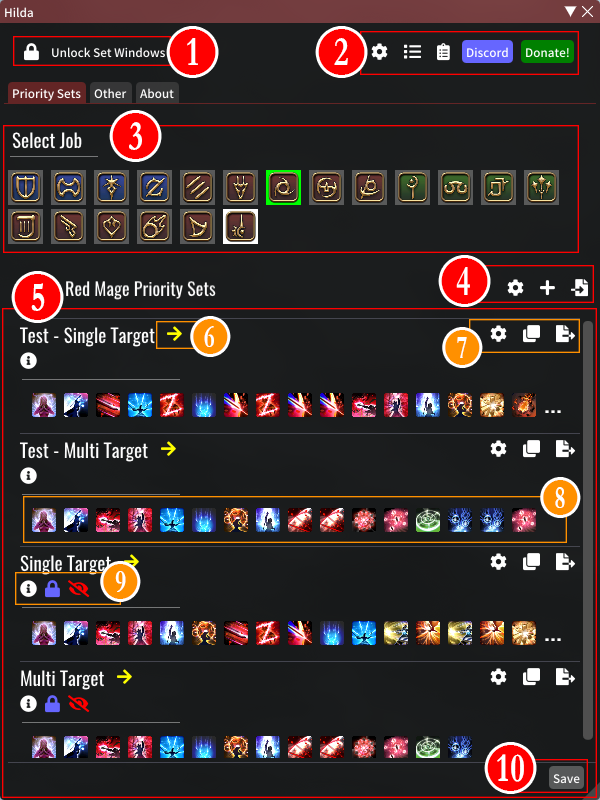 Hilda
Unlock Set Windows 1
2 Discord Donate!
Priority Sets Other About
3
Select Job
4
5 Red Mage Priority Sets
Test - Single Target 6 7
...
Test - Multi Target
8
Single Target
9
...
Multi Target
10 Save